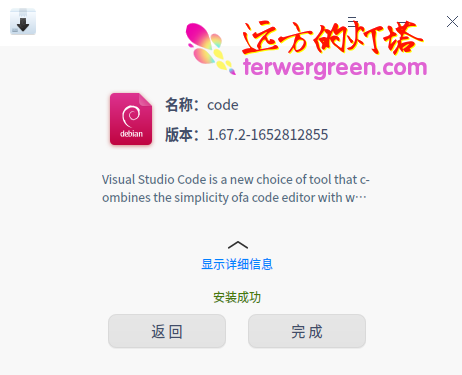 远方的灯塔
terwergreen.com
debian
名称：code
版本：1.67.2-1652812855
Visual Studio Code is a new choice of tool that c-
ombines the simplicity ofa code editor with w…
显示详细信息
安装成功
返 回
完 成